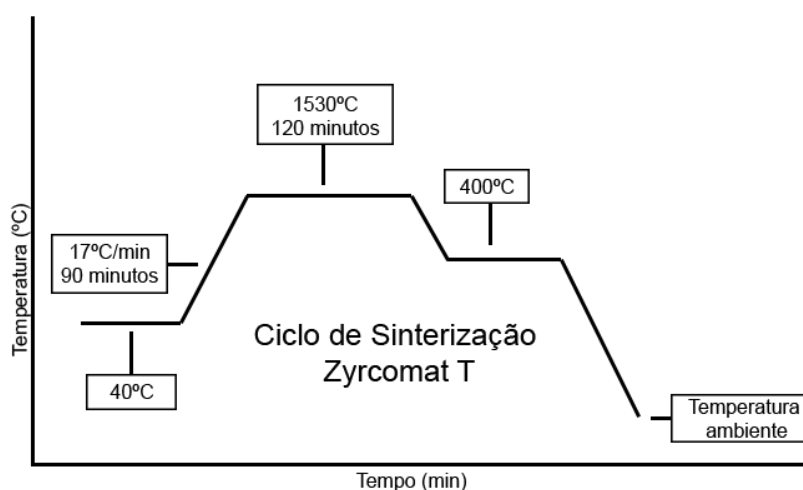 1530ºC
120 minutos
400ºC
17ºC/min
90 minutos
Temperatura (ºC)
Ciclo de Sinterização
Zyrcomat T
40ºC
Temperatura
ambiente
Tempo (min)